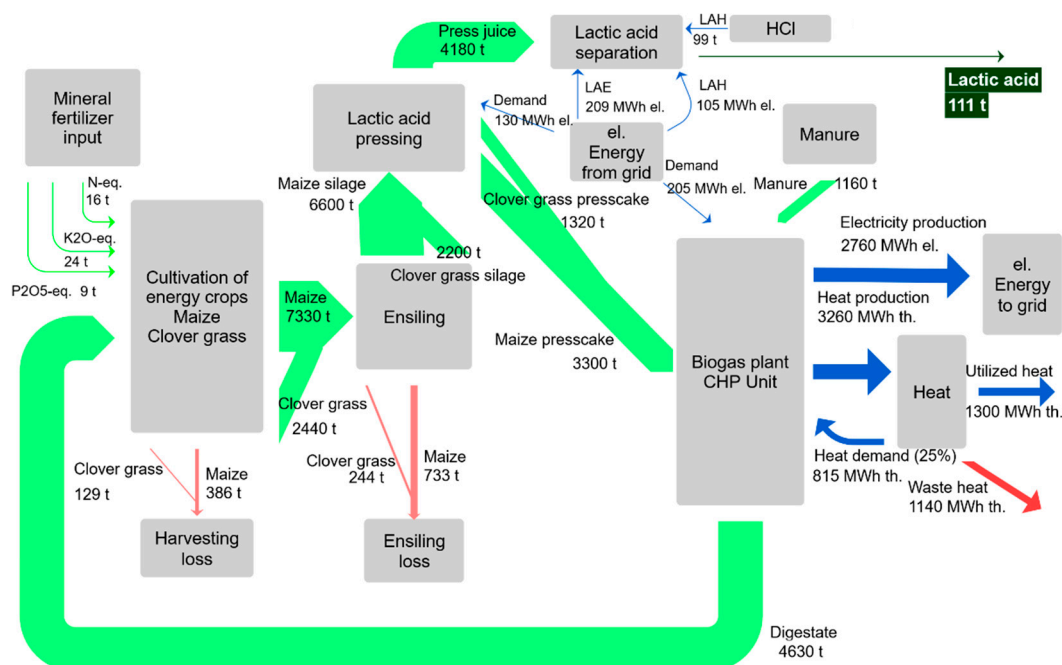 Press juice
4180 t
Lactic acid
separation
LAH
99 t
HCl
Lactic acid
111 t
Mineral
fertilizer
input
Lactic acid
pressing
Demand
130 MWh el.
LAE
209 MWh el.
LAH
105 MWh el.
el.
Energy
from grid
Manure
Demand
205 MWh el.
Manure
1160 t
N-eq.
16 t
K2O-eq.
24 t
P2O5-eq. 9 t
Maize silage
6600 t
Clover grass presscake
1320 t
2200 t
Clover grass silage
Electricity production
2760 MWh el.
el.
Energy
to grid
Cultivation of
energy crops
Maize
Clover grass
Maize
7330 t
Ensiling
Heat production
3260 MWh th.
Maize presscake
3300 t
Biogas plant
CHP Unit
Heat
Utilized heat
1300 MWh th.
Clover grass
2440 t
Heat demand (25%)
815 MWh th.
Clover grass
129 t
Maize
386 t
Clover grass
244 t
Maize
733 t
Waste heat
1140 MWh th.
Harvesting
loss
Ensiling
loss
Digestate
4630 t